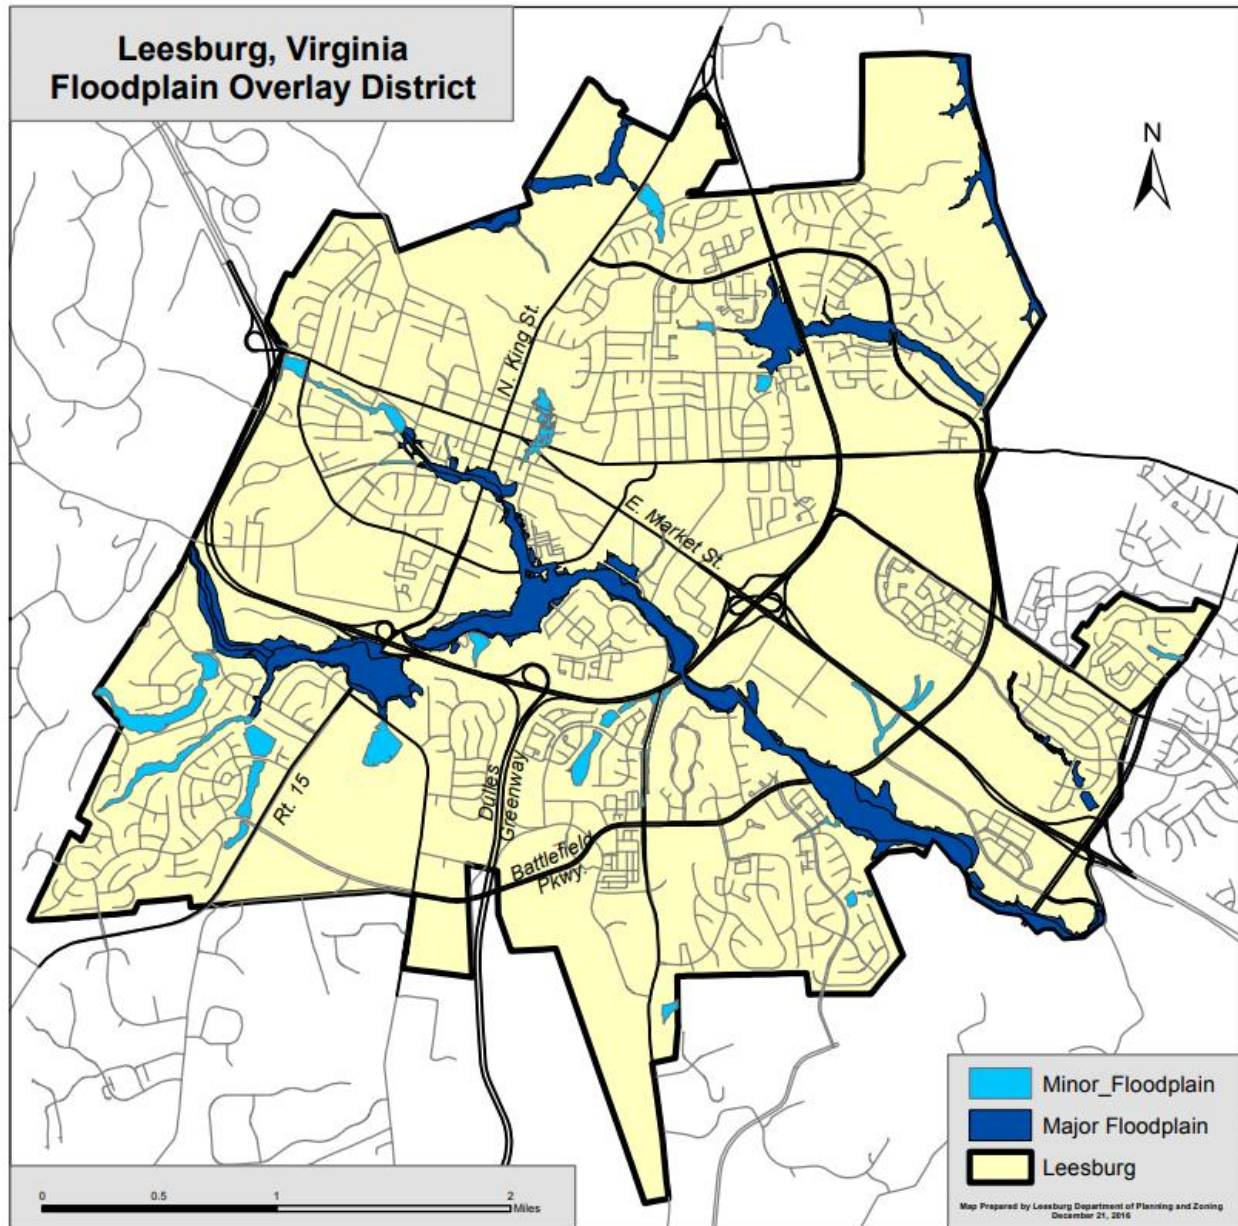 Leesburg, Virginia
Floodplain Overlay District
N
N. King St.
E. Market St.
Rt. 15
Dulles
Greenway
Battlefield
Pkwy.
Minor_Floodplain
Major Floodplain
Leesburg
0 0.5 1 2
Miles
Map Prepared by Leesburg Department of Planning and Zoning
December 21, 2016